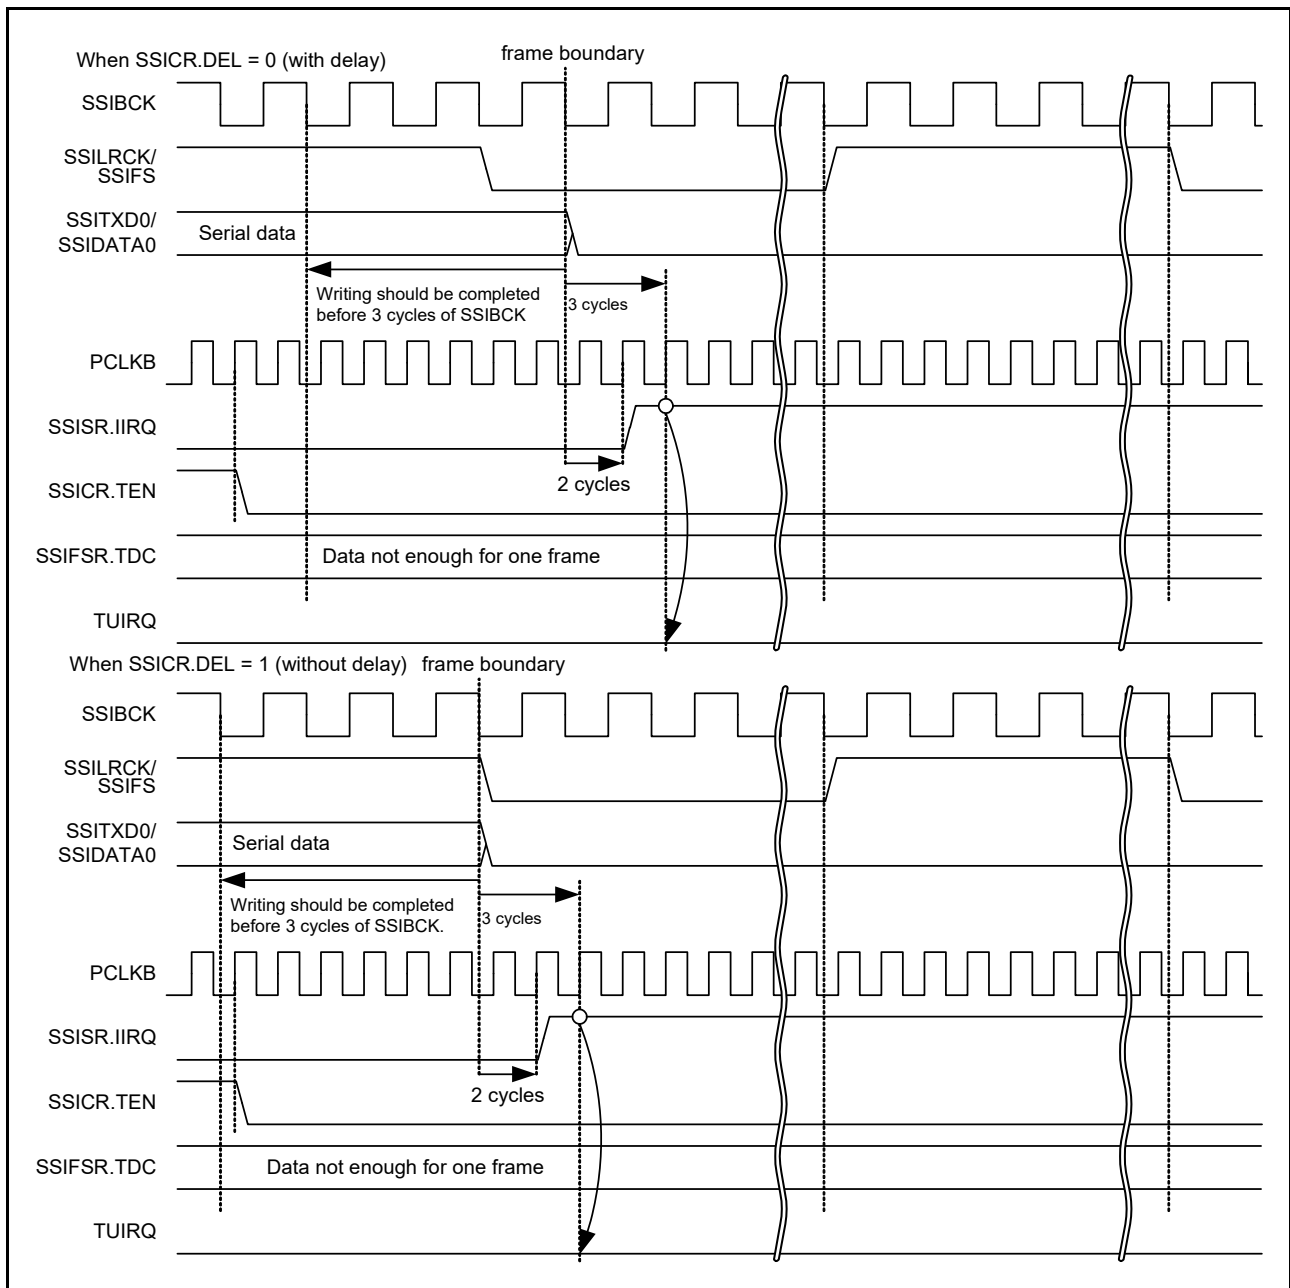 When SSICR.DEL = 0 (with delay)
frame boundary
SSIBCK
SSILRCK/
SSIFS
SSITXD0/
SSIDATA0
Serial data
Writing should be completed
before 3 cycles of SSIBCK
3 cycles
PCLKB
SSISR.IIRQ
2 cycles
SSICR.TEN
SSIFSR.TDC
Data not enough for one frame
TUIRQ
When SSICR.DEL = 1 (without delay)
frame boundary
SSIBCK
SSILRCK/
SSIFS
SSITXD0/
SSIDATA0
Serial data
Writing should be completed
before 3 cycles of SSIBCK.
3 cycles
PCLKB
SSISR.IIRQ
2 cycles
SSICR.TEN
SSIFSR.TDC
Data not enough for one frame
TUIRQ